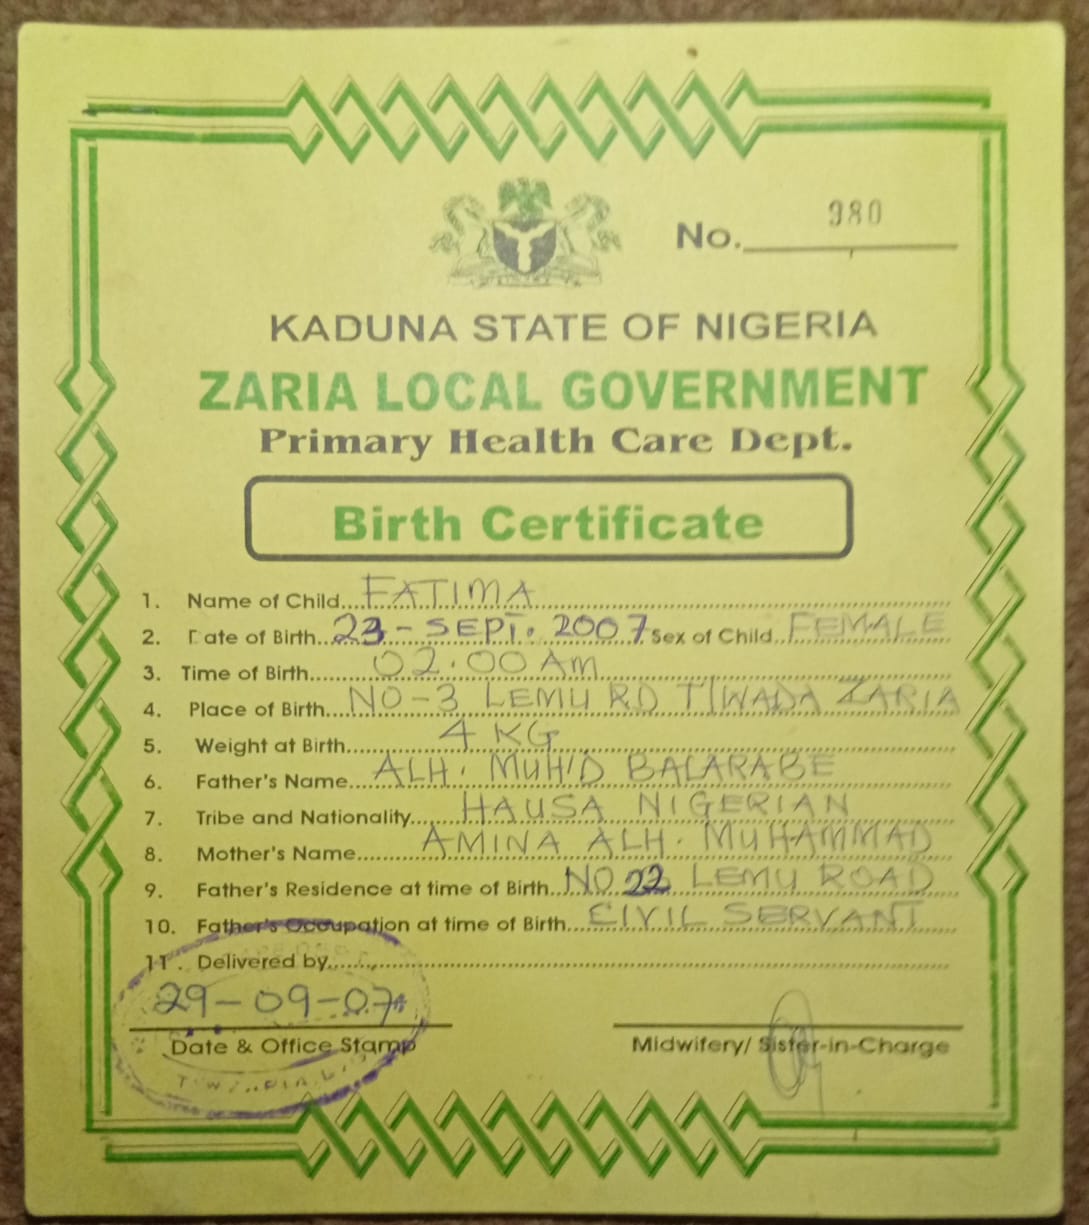 No. 980
KADUNA STATE OF NIGERIA
ZARIA LOCAL GOVERNMENT
Primary Health Care Dept.
Birth Certificate
1. Name of Child....FATIMA
2. Date of Birth..23-SEPT. 2007 Sex of Child..FEMALE
3. Time of Birth....02.00 Am
4. Place of Birth....NO-3 LEMU RD T/WADA ZARIA
5. Weight at Birth....4 KG
6. Father's Name....ALH. MUH'D BALARABE
7. Tribe and Nationality....HAUSA NIGERIAN
8. Mother's Name....AMINA ALH. MUHAMMAD
9. Father's Residence at time of Birth..NO 22 LEMU ROAD
10. Father's Ocoupation at time of Birth...CIVIL SERVANT
11. Delivered by....
29-09-07
Date & Office Stamp
Midwifery/ Sister-in-Charge